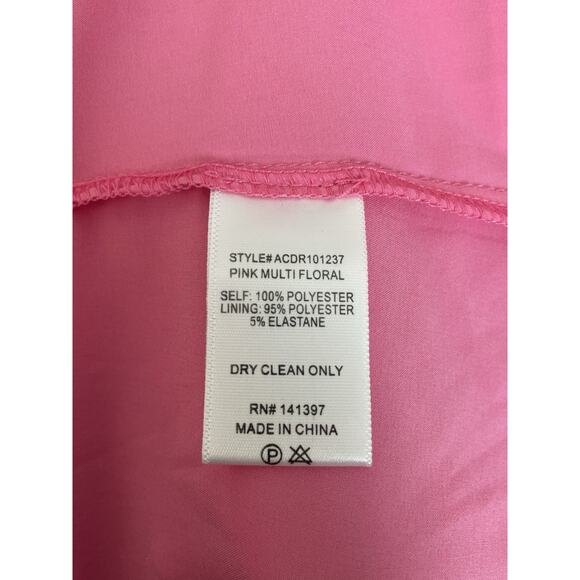 STYLE# ACDR101237
PINK MULTI FLORAL
SELF: 100% POLYESTER
LINING: 95% POLYESTER
5% ELASTANE
DRY CLEAN ONLY
RN# 141397
MADE IN CHINA
P